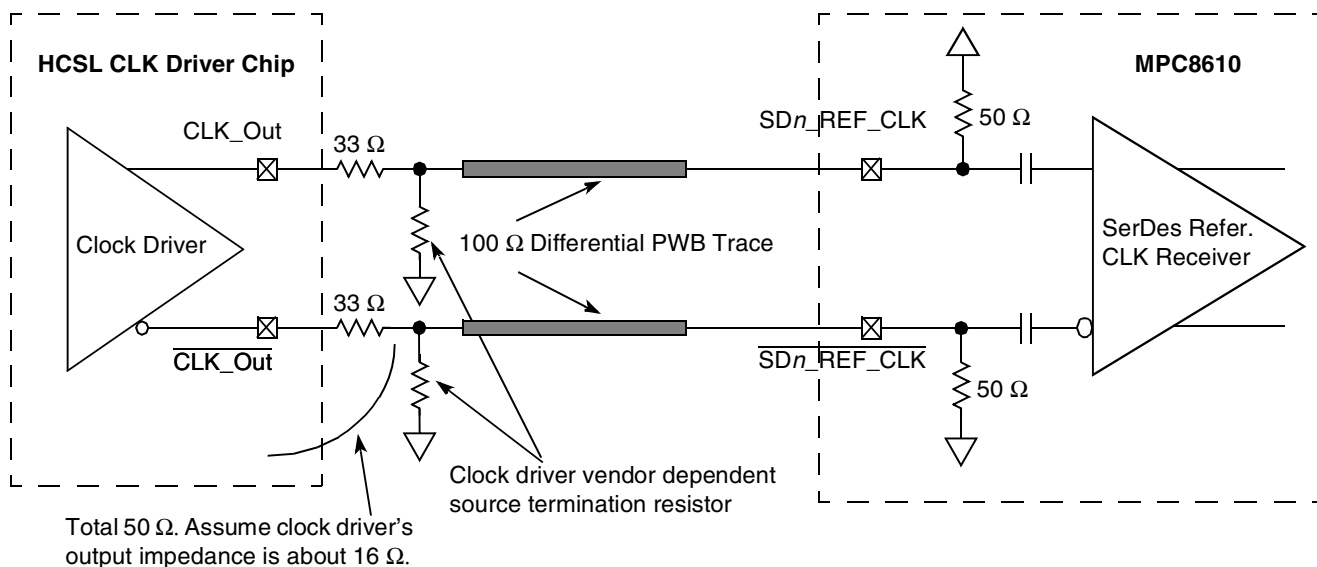 HCSL CLK Driver Chip
MPC8610
CLK_Out
33 Ω
SDn_REF_CLK
50 Ω
Clock Driver
100 Ω Differential PWB Trace
SerDes Refer.
CLK Receiver
33 Ω
CLK_Out
SDn_REF_CLK
50 Ω
Clock driver vendor dependent
source termination resistor
Total 50 Ω. Assume clock driver's
output impedance is about 16 Ω.